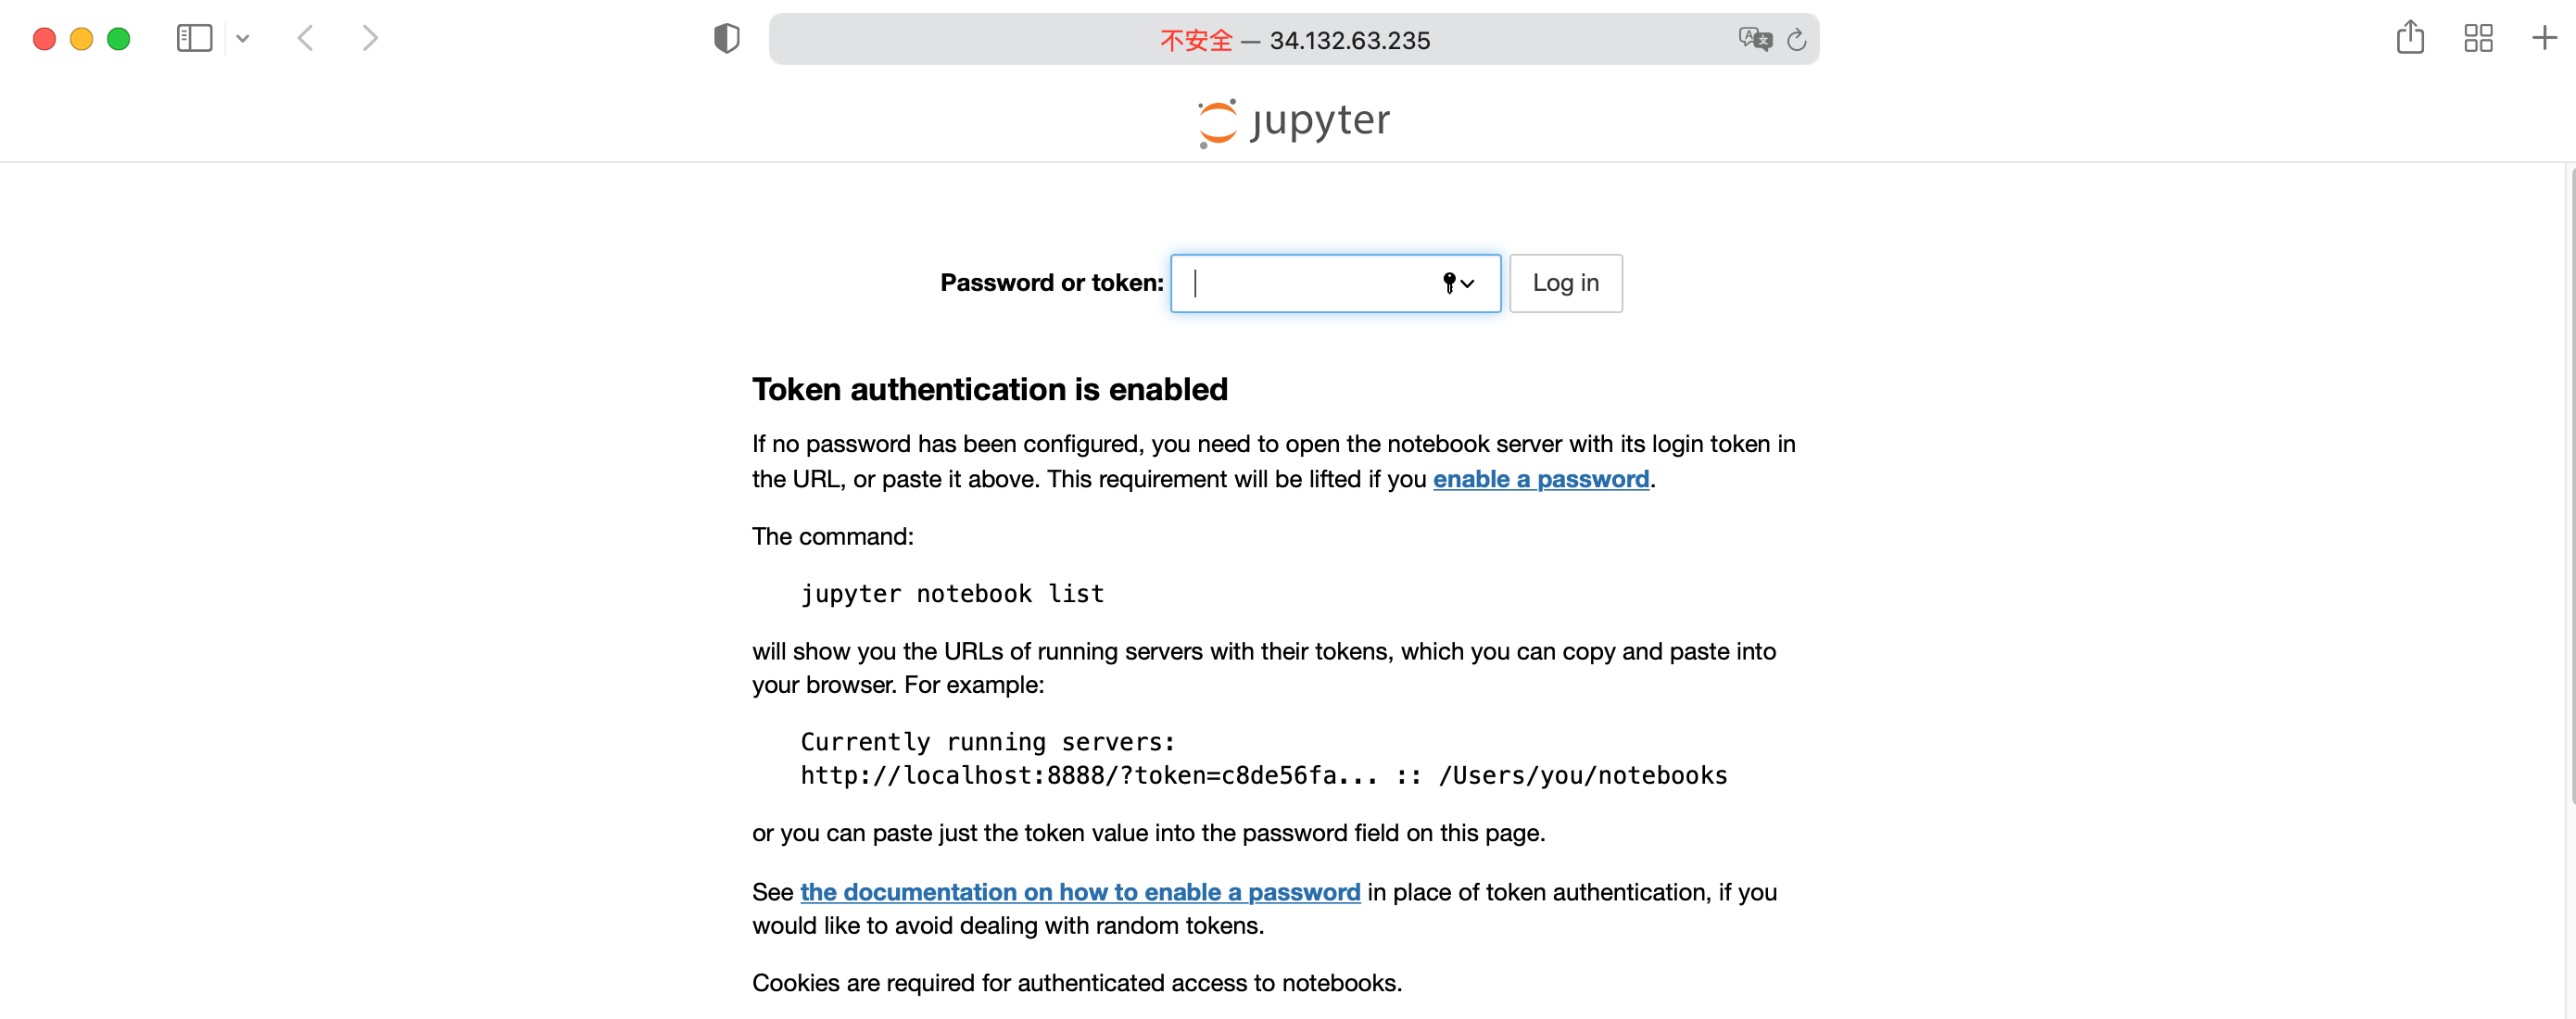 不安全 — 34.132.63.235
jupyter
Password or token: Log in
Token authentication is enabled
If no password has been configured, you need to open the notebook server with its login token in
the URL, or paste it above. This requirement will be lifted if you enable a password.
The command:
jupyter notebook list
will show you the URLs of running servers with their tokens, which you can copy and paste into
your browser. For example:
Currently running servers:
http://localhost:8888/?token=c8de56fa... :: /Users/you/notebooks
or you can paste just the token value into the password field on this page.
See the documentation on how to enable a password in place of token authentication, if you
would like to avoid dealing with random tokens.
Cookies are required for authenticated access to notebooks.